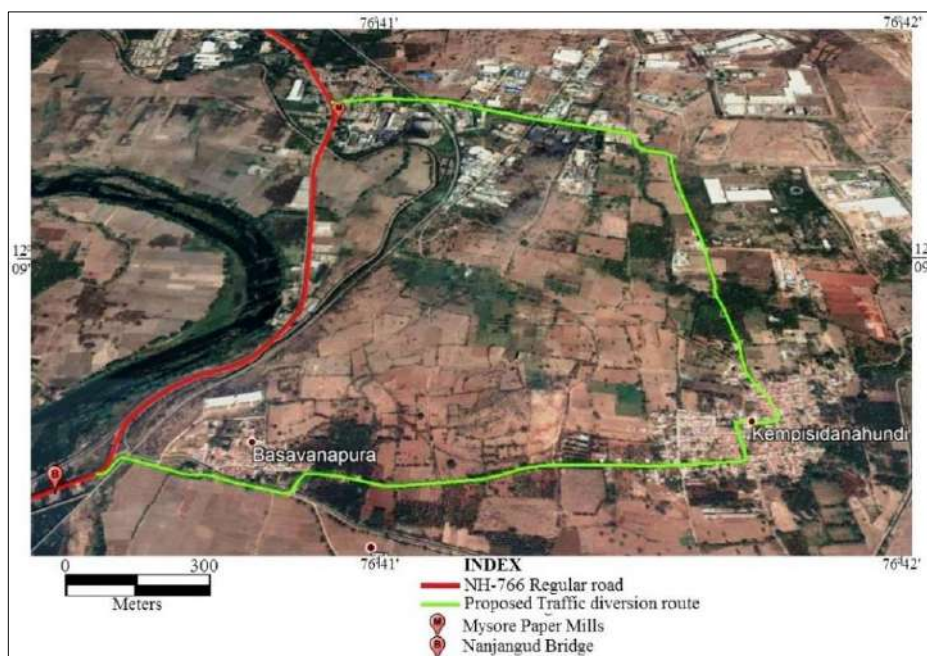 76°41' 76°42'
12°
09'
12°
09'
Kempisidanahundi
Basavanapura
76°41' 76°42'
0 300
Meters
INDEX
NH-766 Regular road
Proposed Traffic diversion route
M Mysore Paper Mills
B Nanjangud Bridge
M
B